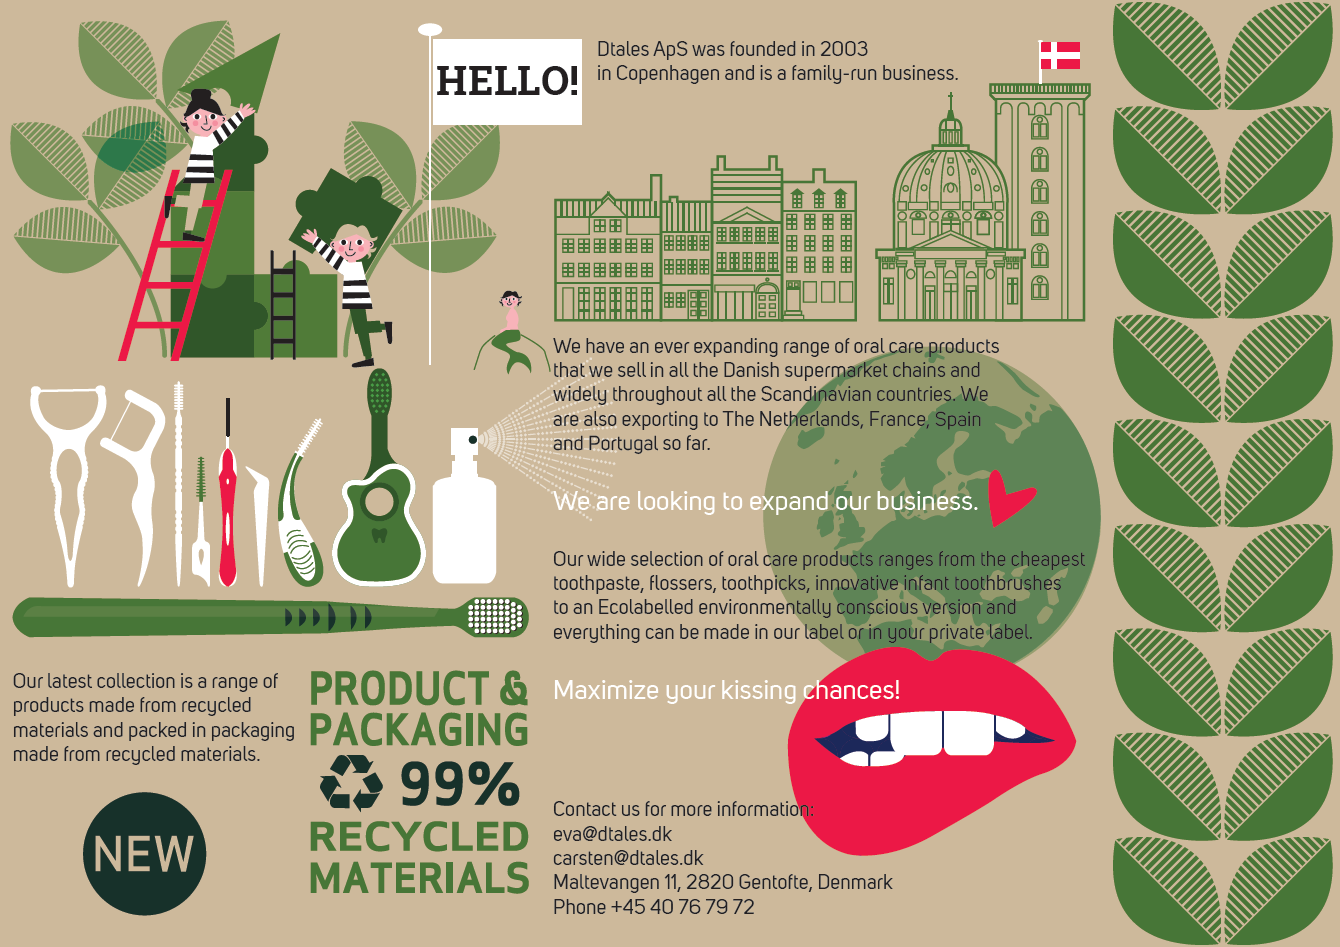 HELLO!
Dtales ApS was founded in 2003
in Copenhagen and is a family-run business.
We have an ever expanding range of oral care products
that we sell in all the Danish supermarket chains and
widely throughout all the Scandinavian countries. We
are also exporting to The Netherlands, France, Spain
and Portugal so far.
We are looking to expand our business.
Our wide selection of oral care products ranges from the cheapest
toothpaste, flossers, toothpicks, innovative infant toothbrushes
to an Ecolabelled environmentally conscious version and
everything can be made in our label or in your private label.
Maximize your kissing chances!
Our latest collection is a range of
products made from recycled
materials and packed in packaging
made from recycled materials.
NEW
PRODUCT &
PACKAGING
99%
RECYCLED
MATERIALS
Contact us for more information:
eva@dtales.dk
carsten@dtales.dk
Maltevangen 11, 2820 Gentofte, Denmark
Phone +45 40 76 79 72